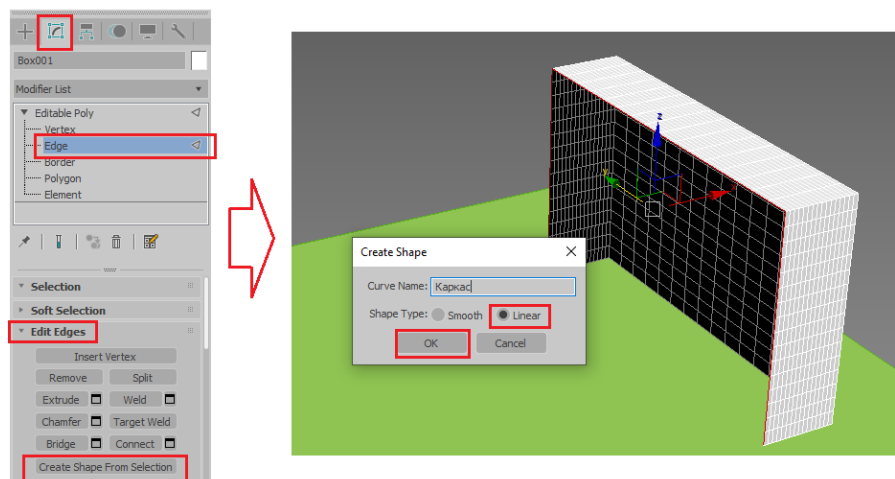 Box001
Modifier List
Editable Poly
Vertex
Edge
Border
Polygon
Element
Selection
Soft Selection
Edit Edges
Insert Vertex
Remove Split
Extrude Weld
Chamfer Target Weld
Bridge Connect
Create Shape From Selection
z
y
x
Create Shape
Curve Name: Каркас
Shape Type: Smooth Linear
OK Cancel